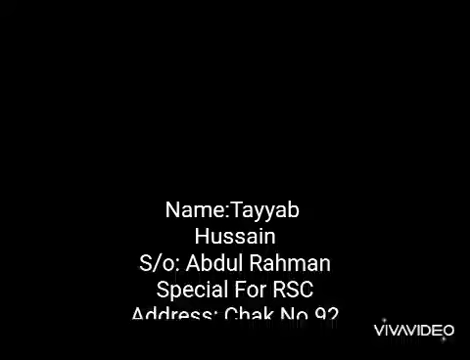 Name:Tayyab
Hussain
S/o: Abdul Rahman
Special For RSC
Address: Chak No 92
VIVAVIDEO